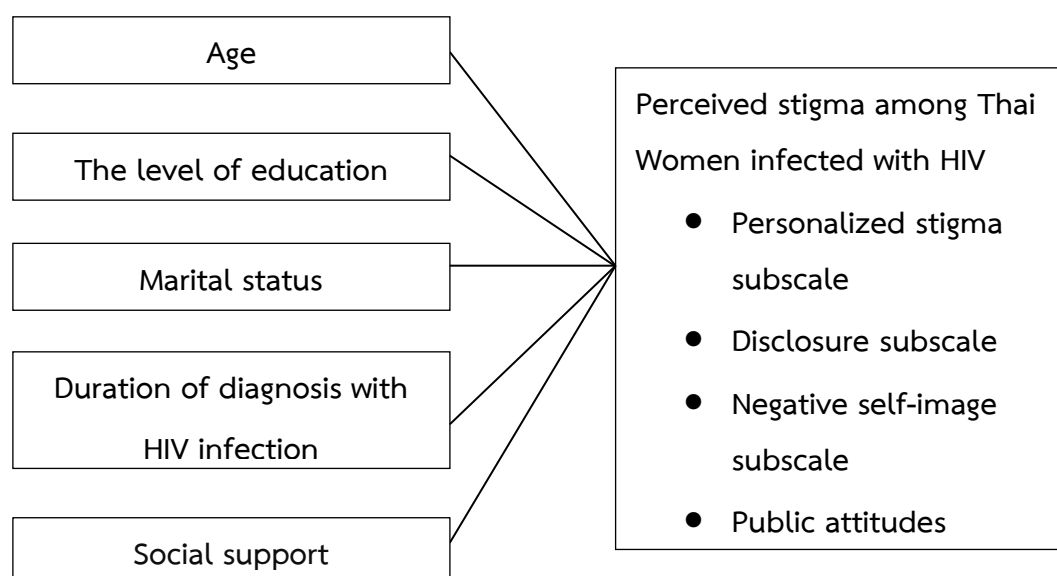 Age
The level of education
Marital status
Duration of diagnosis with
HIV infection
Social support
Perceived stigma among Thai
Women infected with HIV
● Personalized stigma
subscale
● Disclosure subscale
● Negative self-image
subscale
● Public attitudes